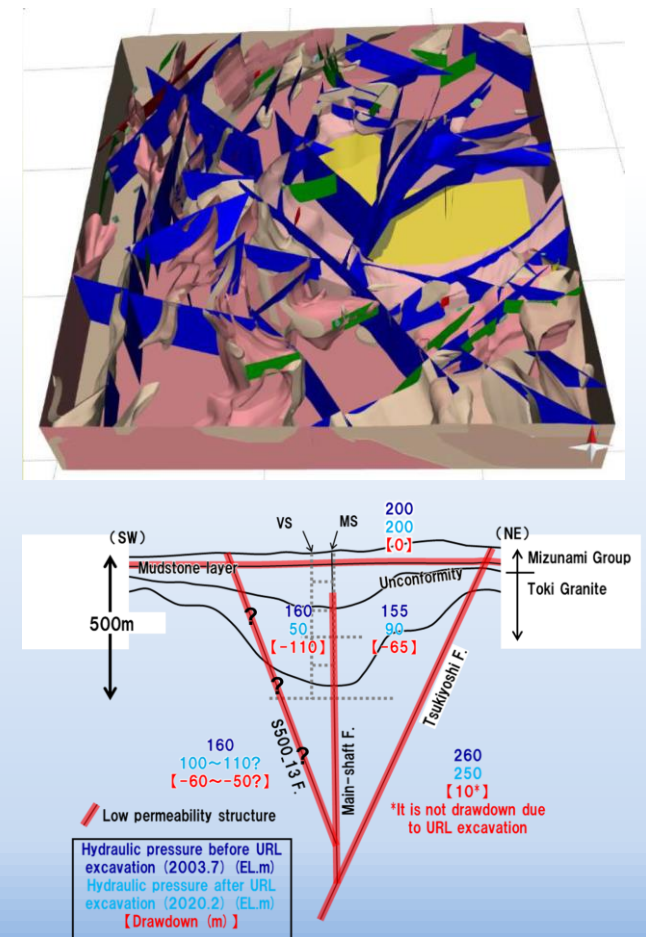 200
200
【-0-】
(SW)
VS
MS
(NE)
Mizunami Group
Mudstone layer
Unconformity
Toki Granite
500m
?
160
50
【-110】
155
90
【-65】
?
?
S500_13 F.
Main-shaft F.
Tsukiyoshi F.
160
100~110?
【-60~-50?】
260
250
【10*】
*It is not drawdown due
to URL excavation
Low permeability structure
Hydraulic pressure before URL
excavation (2003.7) (EL.m)
Hydraulic pressure after URL
excavation (2020.2) (EL.m)
【Drawdown (m)】